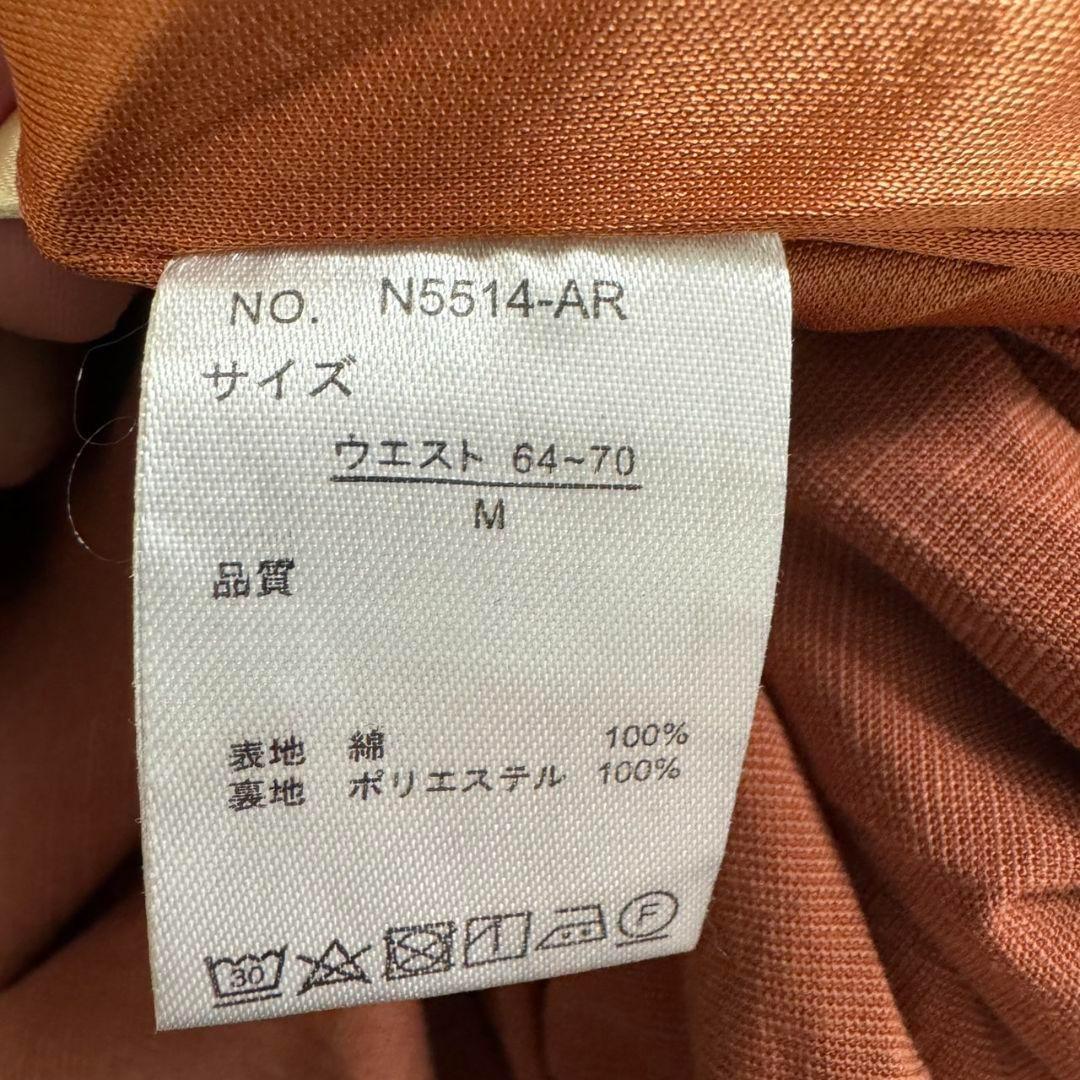 NO. N5514-AR
サイズ
ウエスト 64~70
M
品質
表地 綿 100%
裏地 ポリエステル 100%
30 F